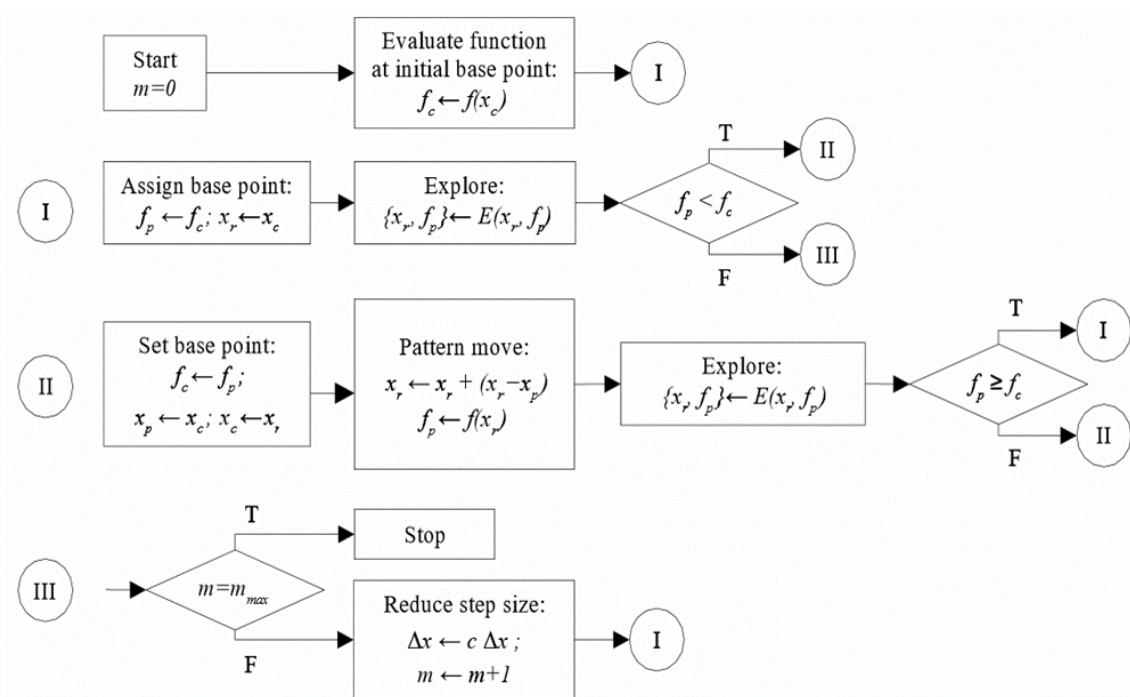 Start
m=0
Evaluate function
at initial base point:
f_c ← f(x_c)
I
I
Assign base point:
f_p ← f_c; x_r ← x_c
Explore:
{x_r, f_p} ← E(x_r, f_p)
f_p < f_c
T
II
F
III
II
Set base point:
f_c ← f_p;
x_p ← x_c; x_c ← x_r
Pattern move:
x_r ← x_r + (x_r − x_p)
f_p ← f(x_r)
Explore:
{x_r, f_p} ← E(x_r, f_p)
f_p ≥ f_c
T
I
F
II
III
m=m_max
T
Stop
F
Reduce step size:
Δx ← c Δx ;
m ← m+1
I